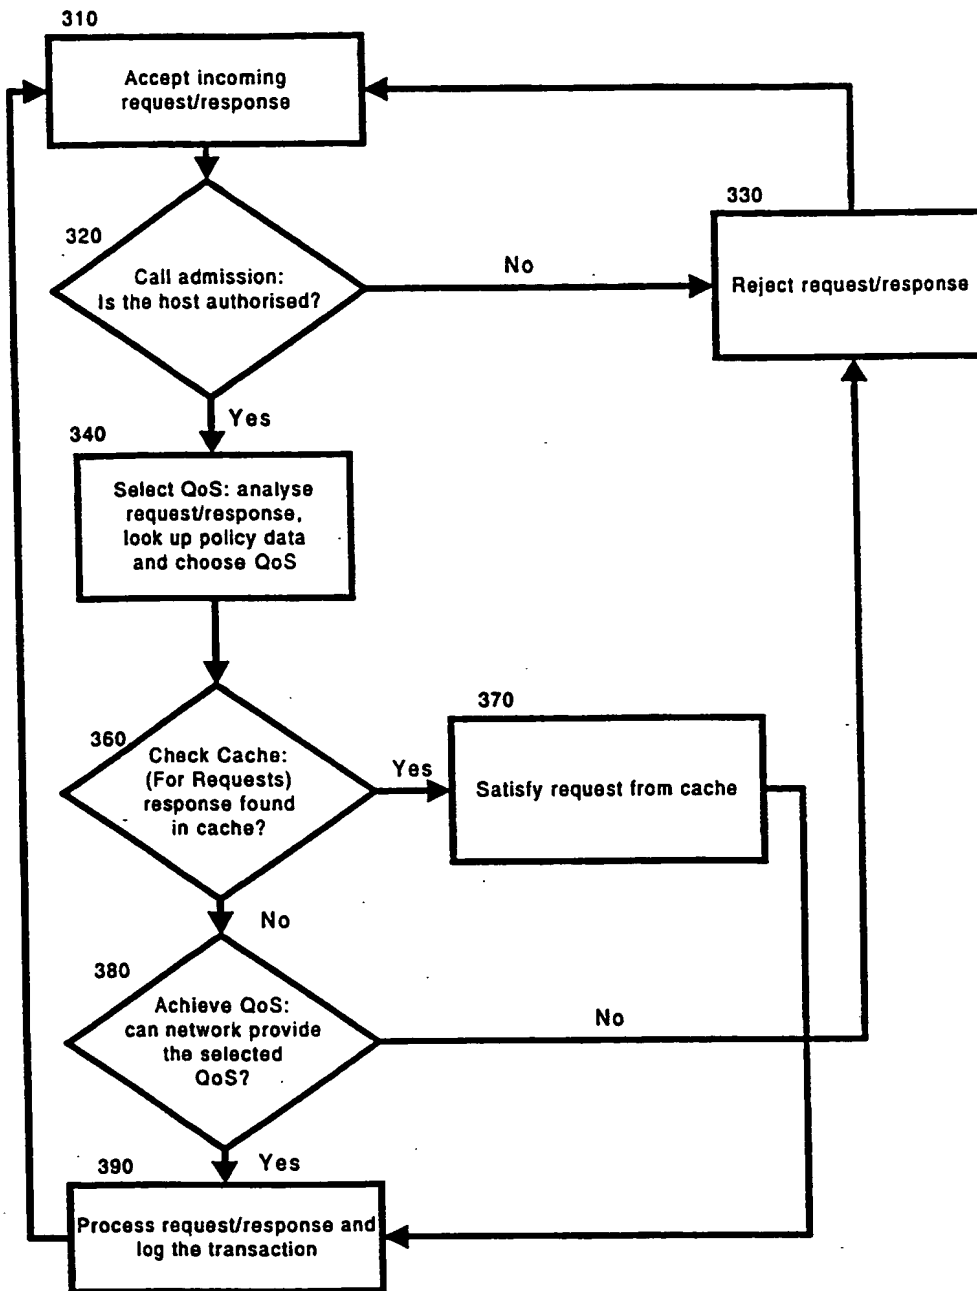 310
Accept incoming
request/response
330
320
Call admission:
Is the host authorised?
No
Reject request/response
Yes
340
Select QoS: analyse
request/response,
look up policy data
and choose QoS
370
360
Check Cache:
(For Requests)
response found
in cache?
Yes
Satisfy request from cache
No
380
Achieve QoS:
can network provide
the selected
QoS?
No
Yes
390
Process request/response and
log the transaction